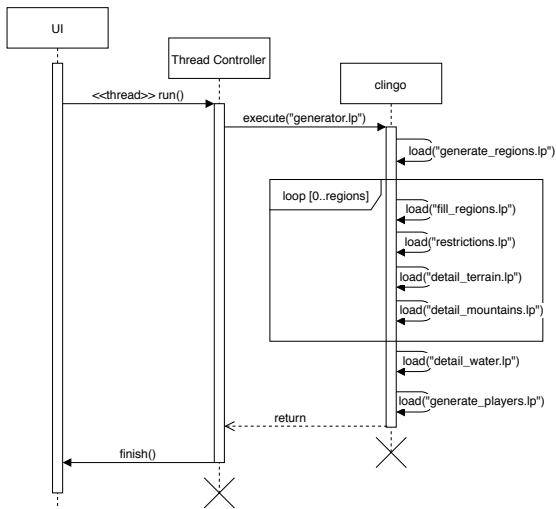 UI
Thread Controller
clingo
<<thread>> run()
execute("generator.lp")
load("generate_regions.lp")
loop [0..regions]
load("fill_regions.lp")
load("restrictions.lp")
load("detail_terrain.lp")
load("detail_mountains.lp")
load("detail_water.lp")
load("generate_players.lp")
return
finish()